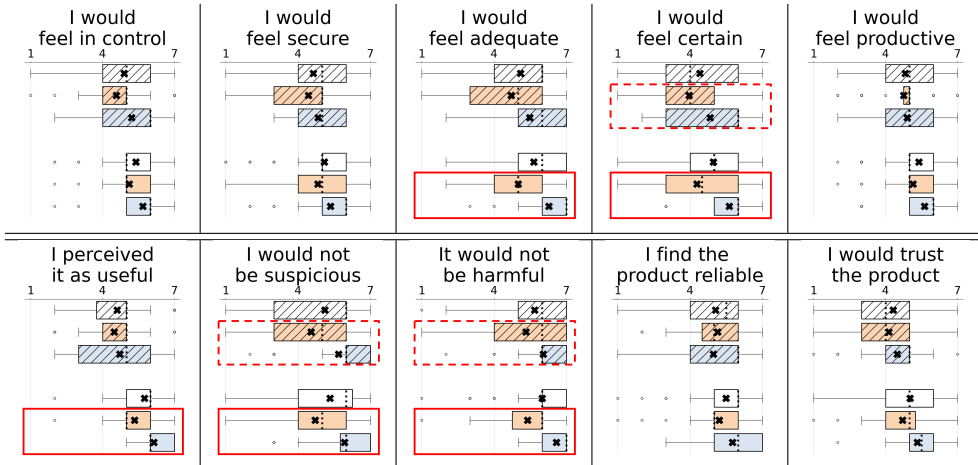 I would
feel in control
1 4 7
I would
feel secure
1 4 7
I would
feel adequate
1 4 7
I would
feel certain
1 4 7
I would
feel productive
1 4 7
I perceived
it as useful
1 4 7
I would not
be suspicious
1 4 7
It would not
be harmful
1 4 7
I find the
product reliable
1 4 7
I would trust
the product
1 4 7